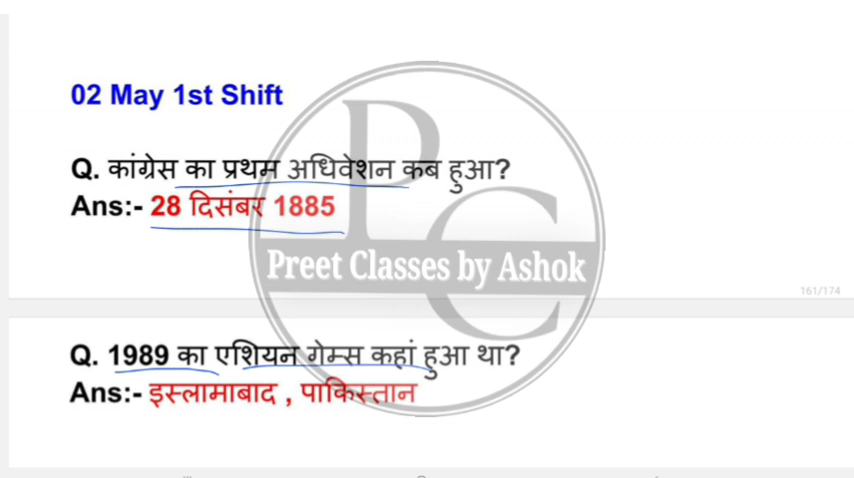 02 May 1st Shift
Q. कांग्रेस का प्रथम अधिवेशन कब हुआ?
Ans:- 28 दिसंबर 1885
Preet Classes by Ashok
161/174
Q. 1989 का एशियन गेम्स कहां हुआ था?
Ans:- इस्लामाबाद , पाकिस्तान